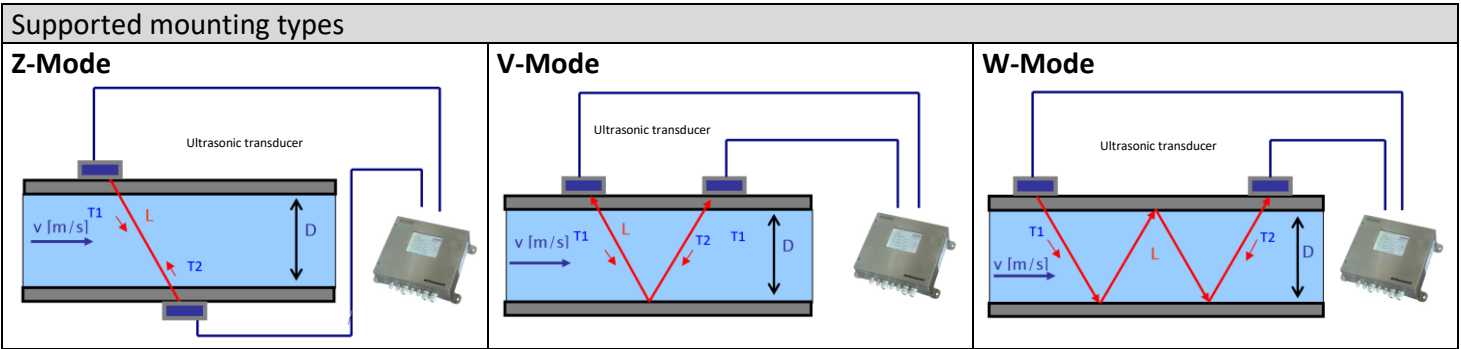 Supported mounting types
Z-Mode
Ultrasonic transducer
T1
L
v [m/s]
D
T2
V-Mode
Ultrasonic transducer
L
v [m/s]
T1
T2
T1
D
W-Mode
Ultrasonic transducer
T1
L
T2
D
v [m/s]